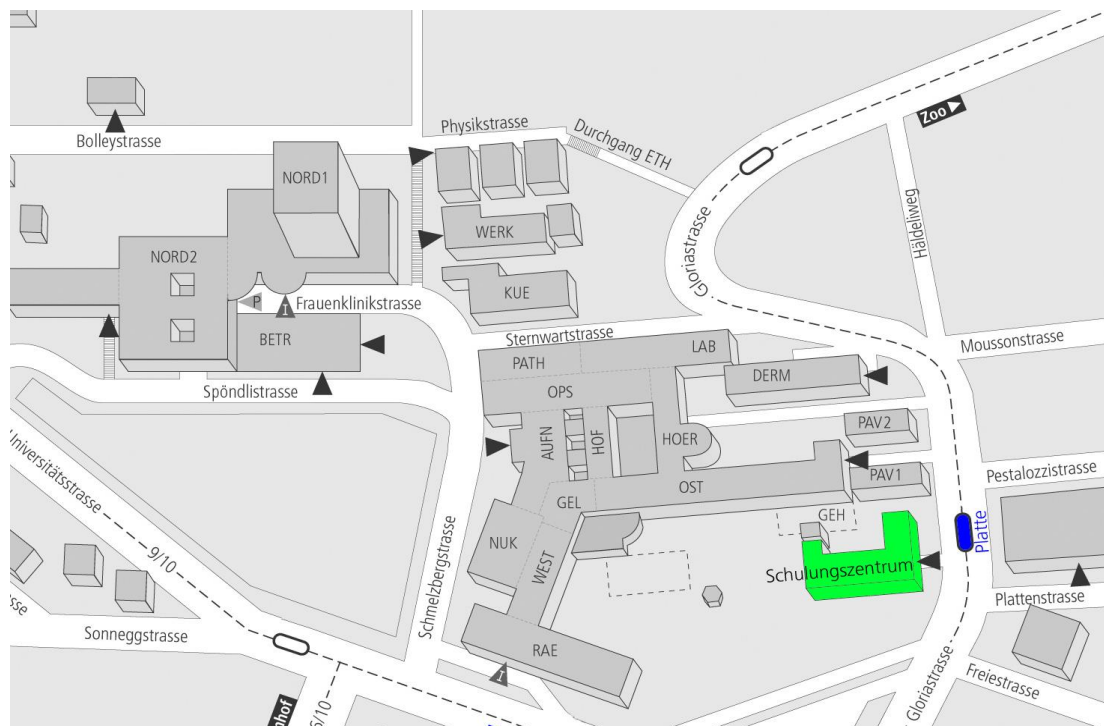 Zoo
Physikstrasse
Durchgang ETH
Bolleystrasse
NORD1
WERK
Häldeliweg
Gloriastrasse
NORD2
KUE
P
I
Frauenklinikstrasse
Sternwartstrasse
BETR
LAB
Moussonstrasse
PATH
DERM
Spöndlistrasse
OPS
AUFN
HOF
HOER
PAV2
Universitätsstrasse
Pestalozzistrasse
PAV1
OST
GEL
GEH
Platte
NUK
WEST
Schulungszentrum
9/10
Schmelzbergstrasse
Plattenstrasse
Sonneggstrasse
RAE
I
Gloriastrasse
Freiestrasse